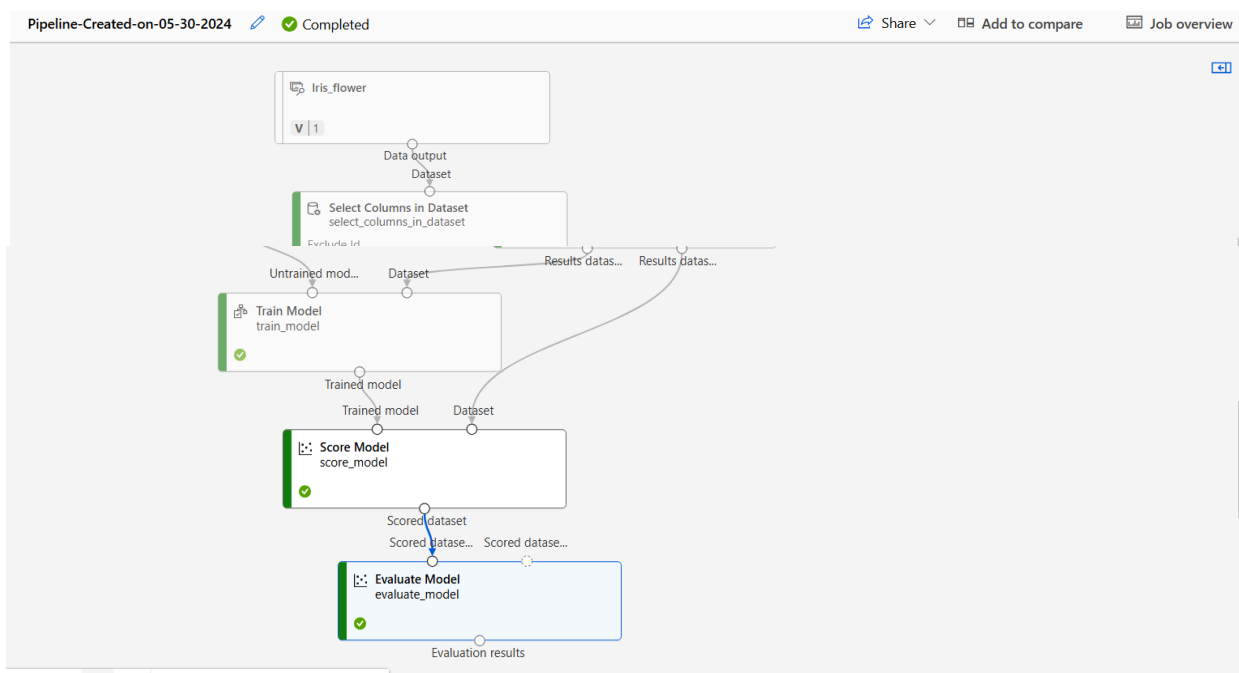 Pipeline-Created-on-05-30-2024
Completed
Share
Add to compare
Job overview
Iris_flower
V | 1
Data output
Dataset
Select Columns in Dataset
select_columns_in_dataset
Exclude Id
Results datas...
Results datas...
Untrained mod...
Dataset
Train Model
train_model
Trained model
Trained model
Dataset
Score Model
score_model
Scored dataset
Scored datase...
Scored datase...
Evaluate Model
evaluate_model
Evaluation results